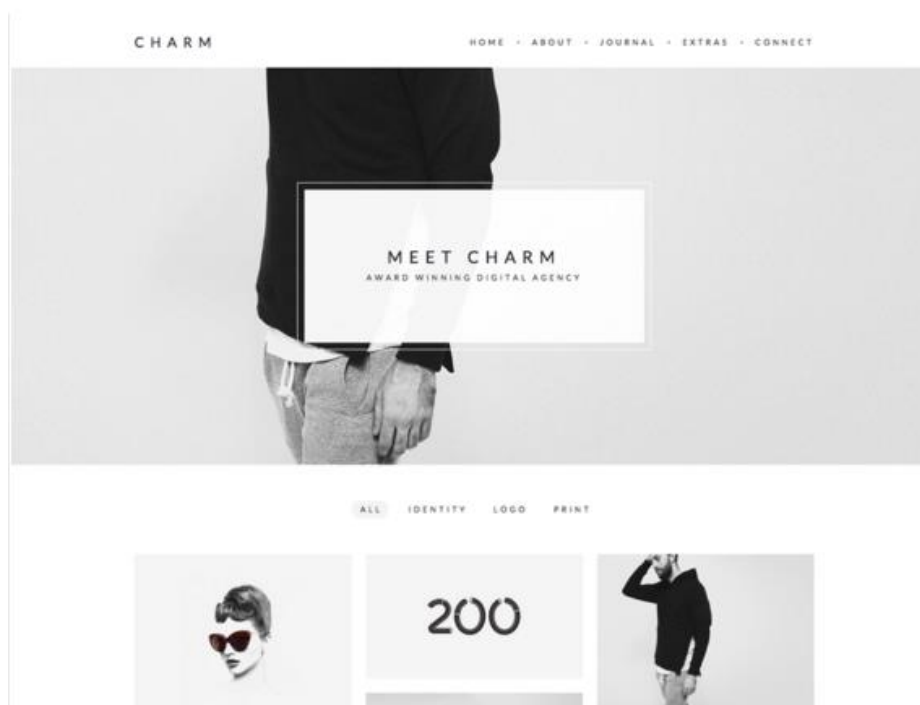 CHARM
HOME • ABOUT • JOURNAL • EXTRAS • CONNECT
MEET CHARM
AWARD WINNING DIGITAL AGENCY
ALL IDENTITY LOGO PRINT
200